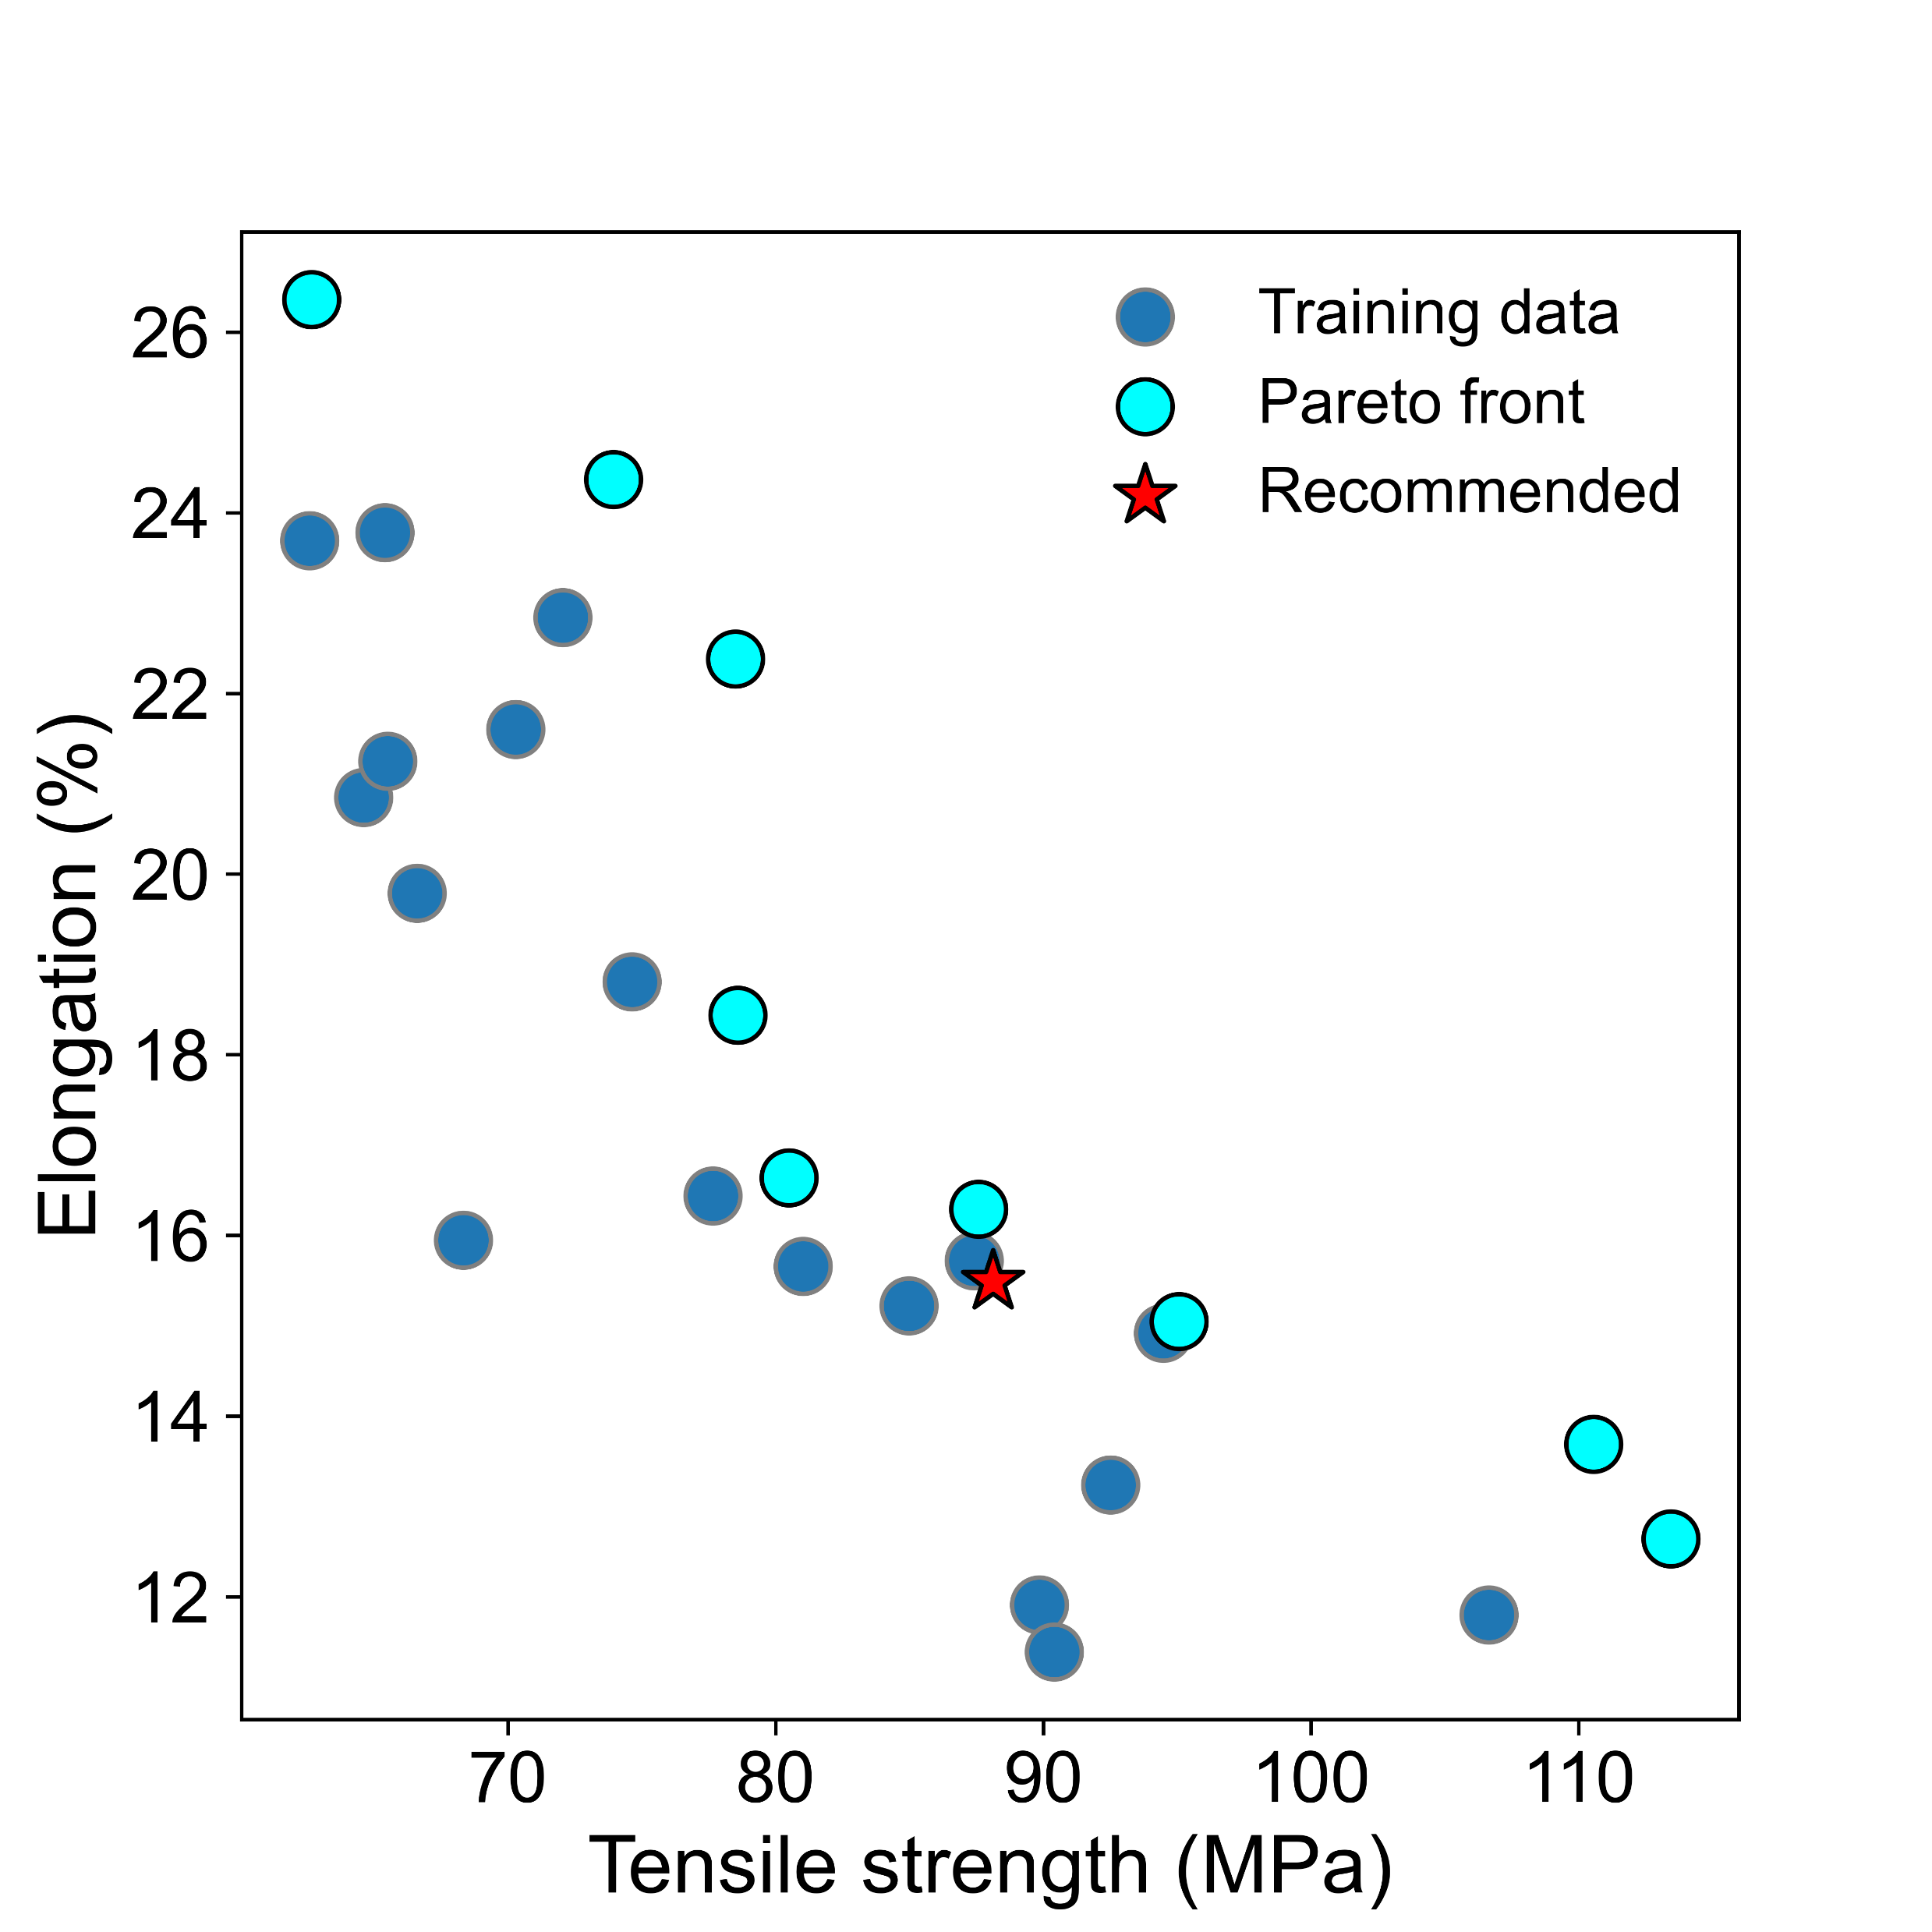 Training data
Pareto front
Recommended
26
24
22
20
18
16
14
12
Elongation (%)
70 80 90 100 110
Tensile strength (MPa)